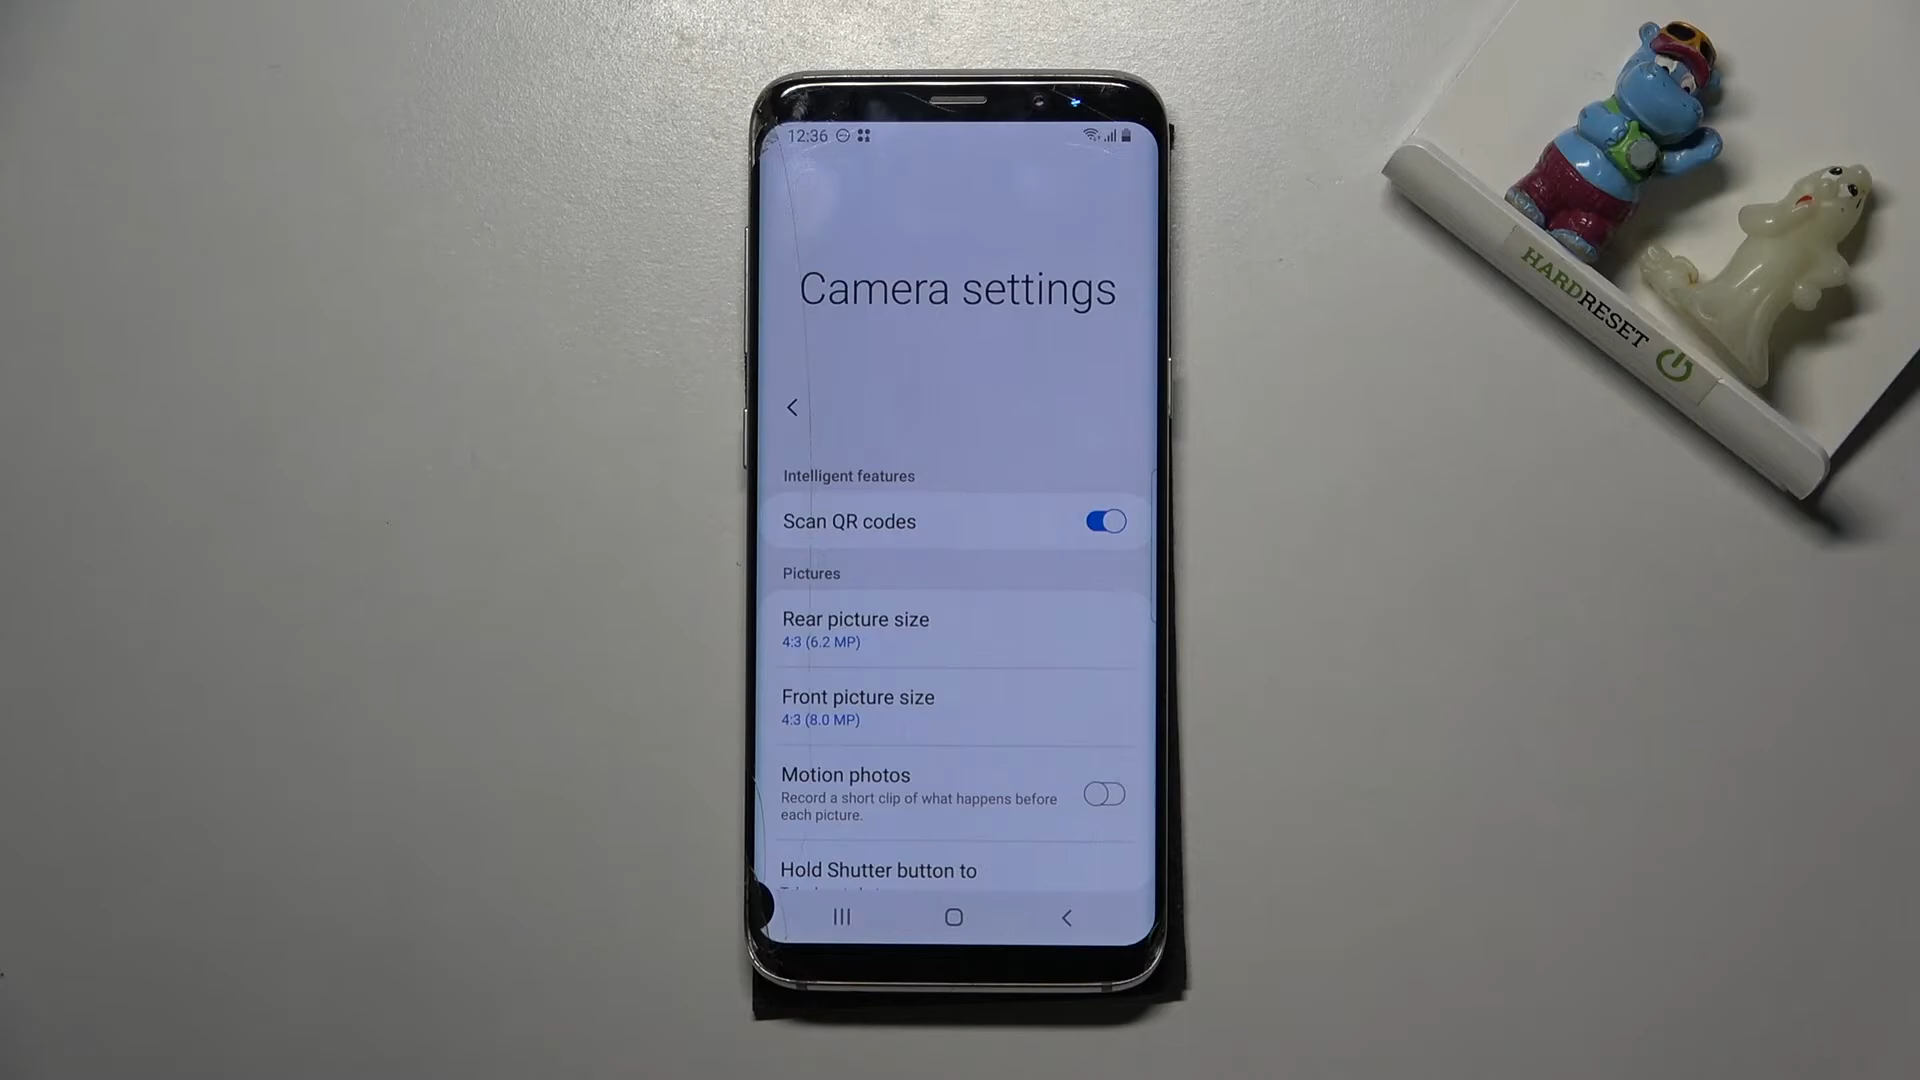 12:36
Camera settings
Intelligent features
Scan QR codes
Pictures
Rear picture size
4:3 (6.2 MP)
Front picture size
4:3 (8.0 MP)
Motion photos
Record a short clip of what happens before
each picture.
Hold Shutter button to
HARDRESET